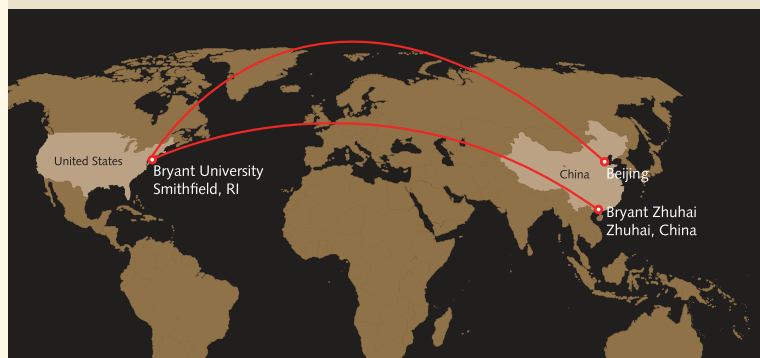 United States
Bryant University
Smithfield, RI
China
Beijing
Bryant Zhuhai
Zhuhai, China